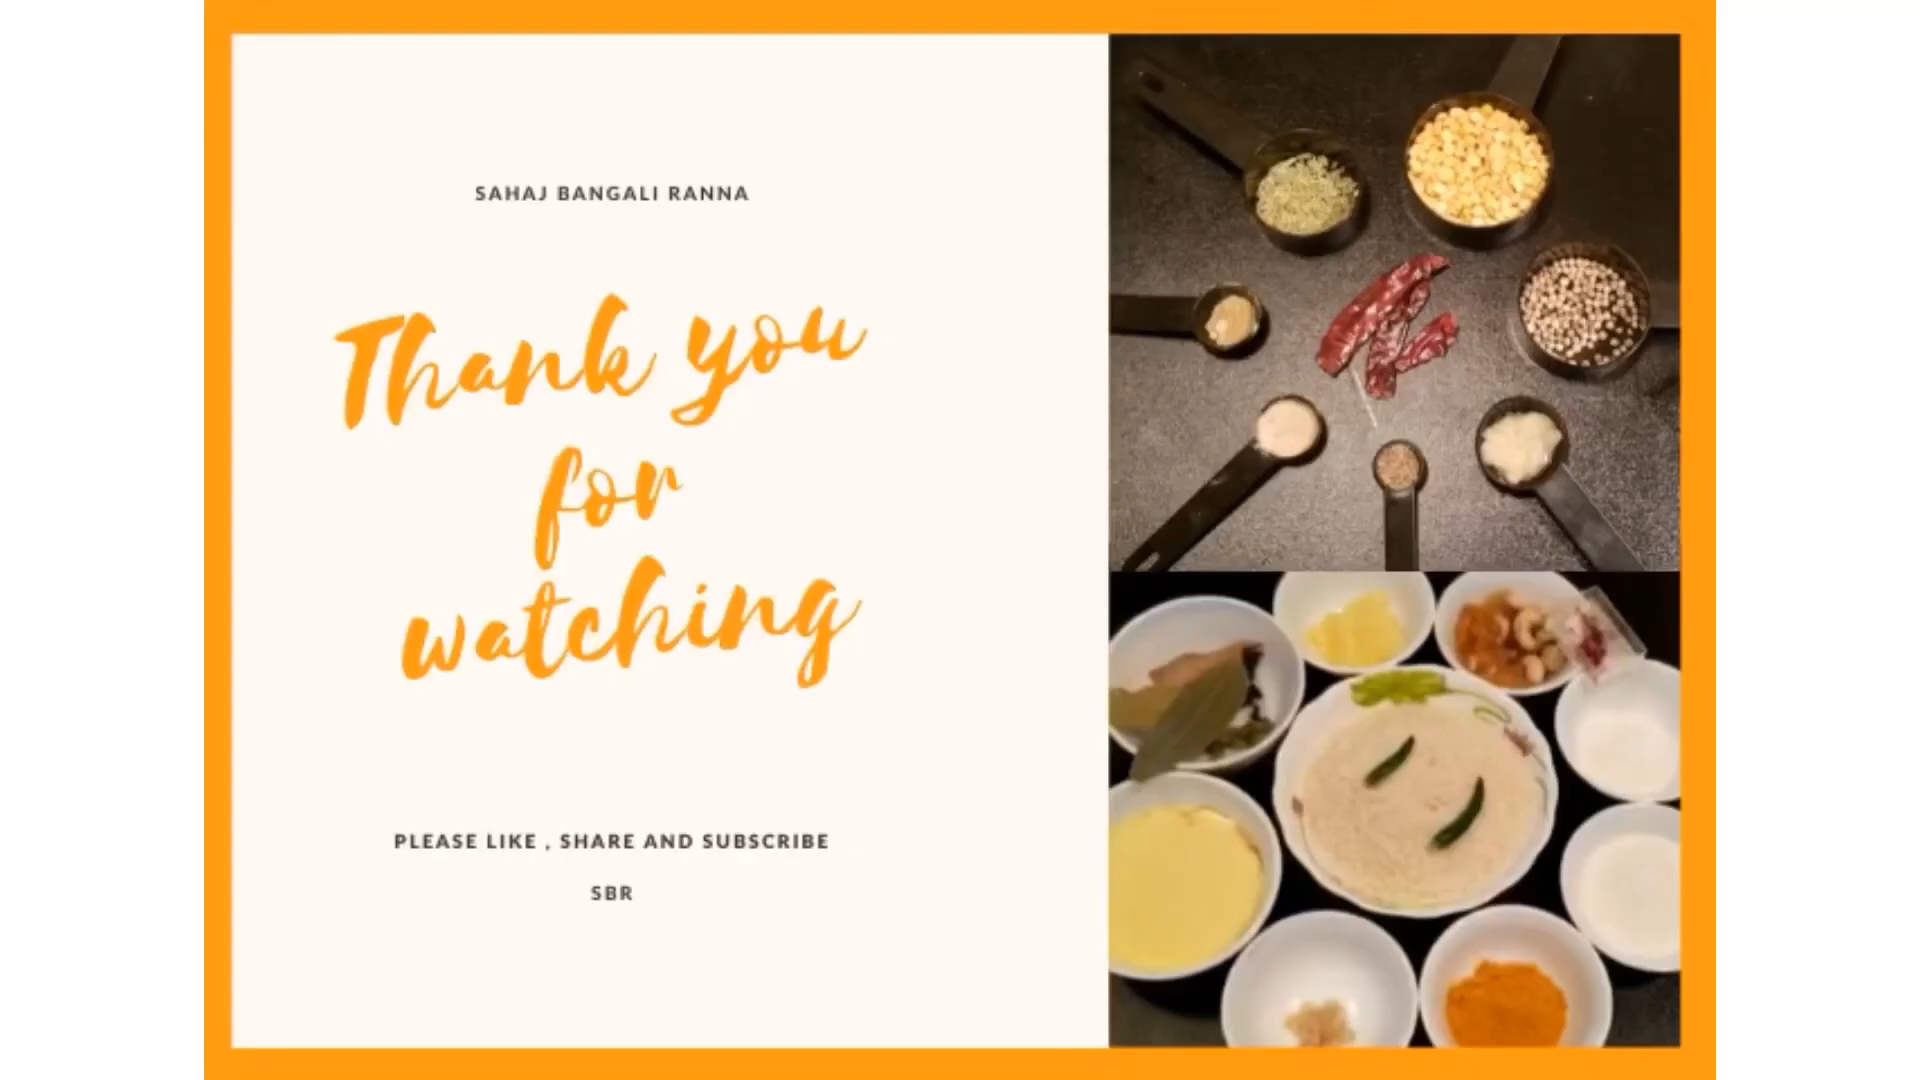 SAHAJ BANGALI RANNA
Thank you
for
watching
PLEASE LIKE , SHARE AND SUBSCRIBE
SBR